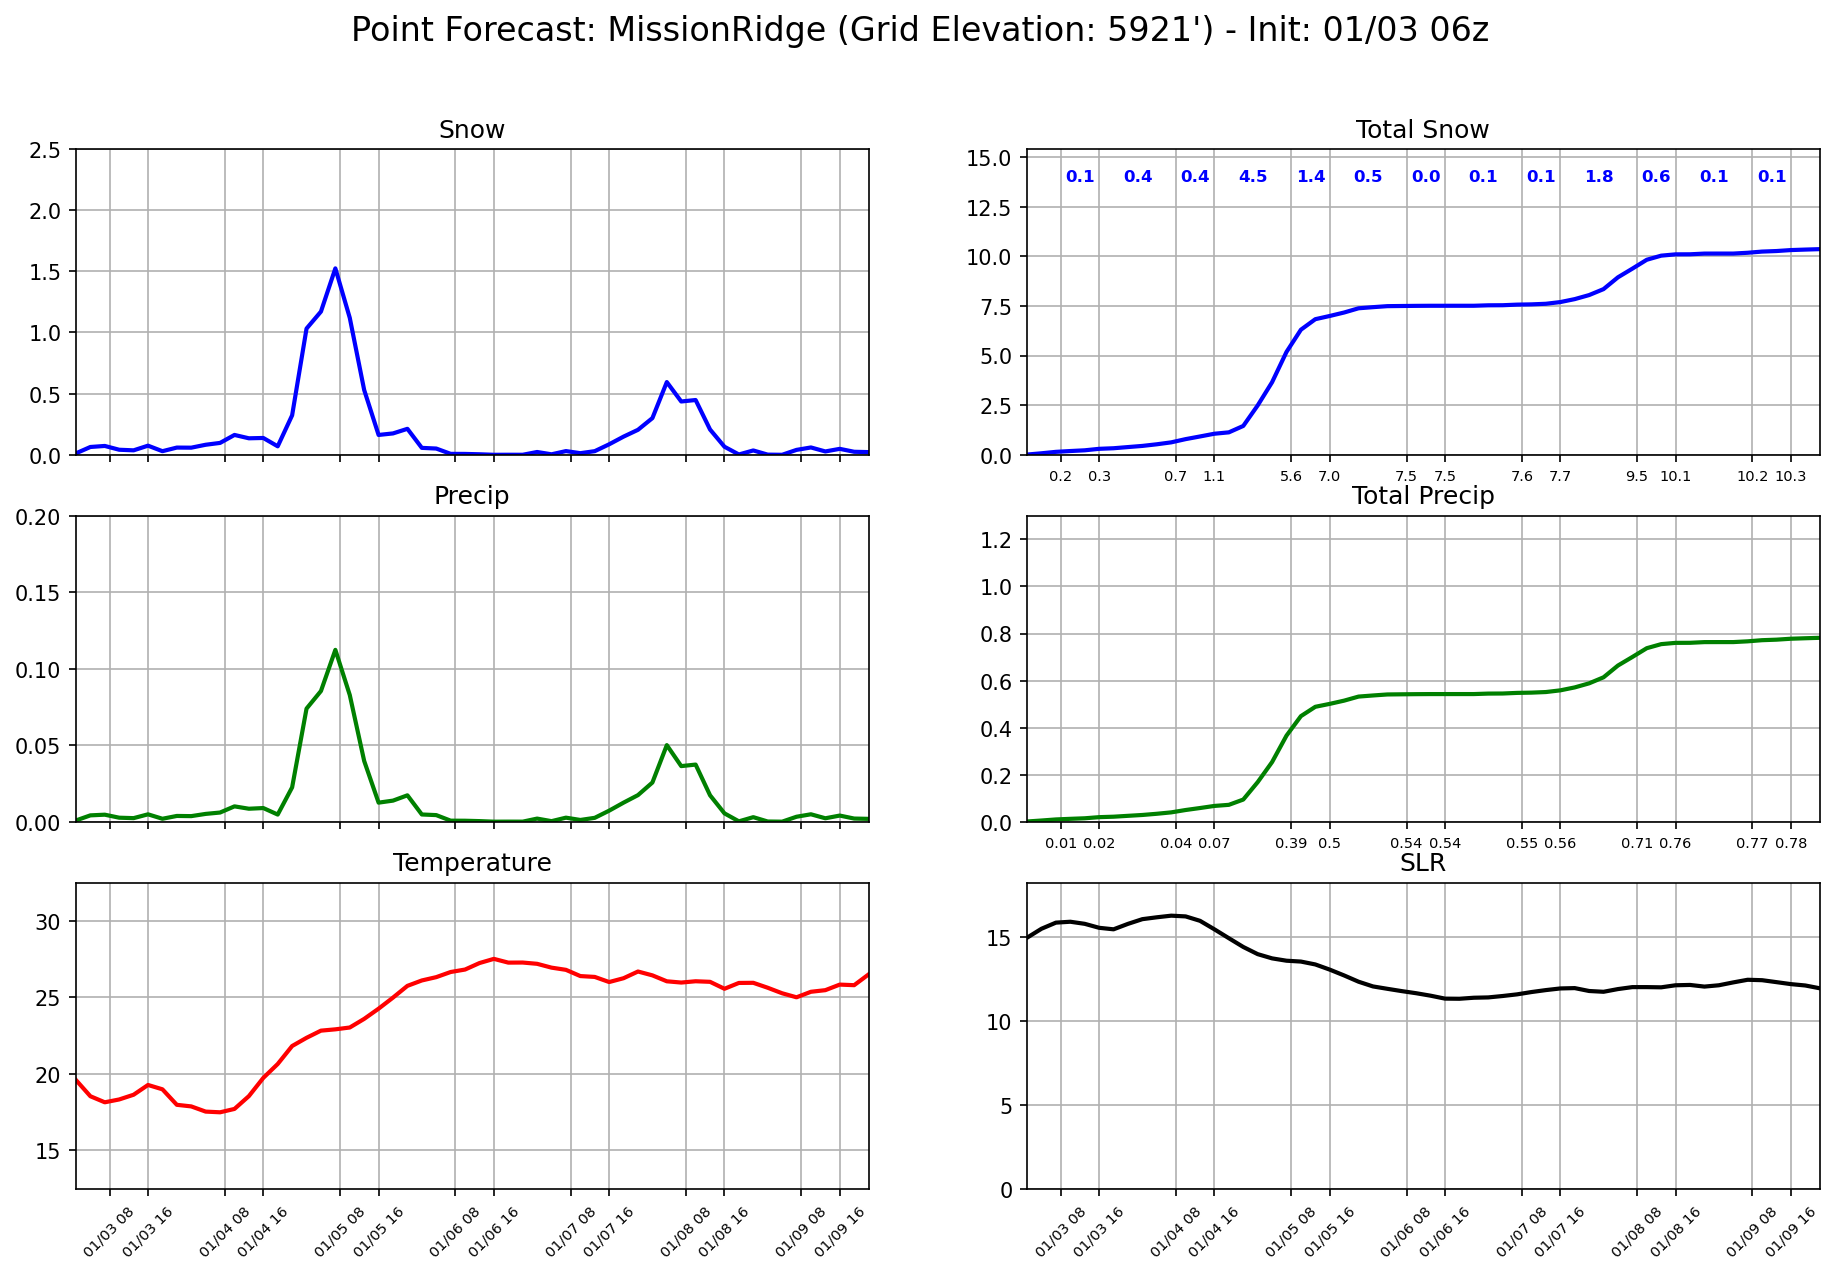 Point Forecast: MissionRidge (Grid Elevation: 5921') - Init: 01/03 06z
Snow
2.5
2.0
1.5
1.0
0.5
0.0
Total Snow
15.0
12.5
10.0
7.5
5.0
2.5
0.0
0.1 0.4 0.4 4.5 1.4 0.5 0.0 0.1 0.1 1.8 0.6 0.1 0.1
0.2 0.3 0.7 1.1 5.6 7.0 7.5 7.5 7.6 7.7 9.5 10.1 10.2 10.3
Precip
0.20
0.15
0.10
0.05
0.00
Total Precip
1.2
1.0
0.8
0.6
0.4
0.2
0.0
0.01 0.02 0.04 0.07 0.39 0.5 0.54 0.54 0.55 0.56 0.71 0.76 0.77 0.78
Temperature
30
25
20
15
01/03 08 01/03 16 01/04 08 01/04 16 01/05 08 01/05 16 01/06 08 01/06 16 01/07 08 01/07 16 01/08 08 01/08 16 01/09 08 01/09 16
SLR
15
10
5
0
01/03 08 01/03 16 01/04 08 01/04 16 01/05 08 01/05 16 01/06 08 01/06 16 01/07 08 01/07 16 01/08 08 01/08 16 01/09 08 01/09 16